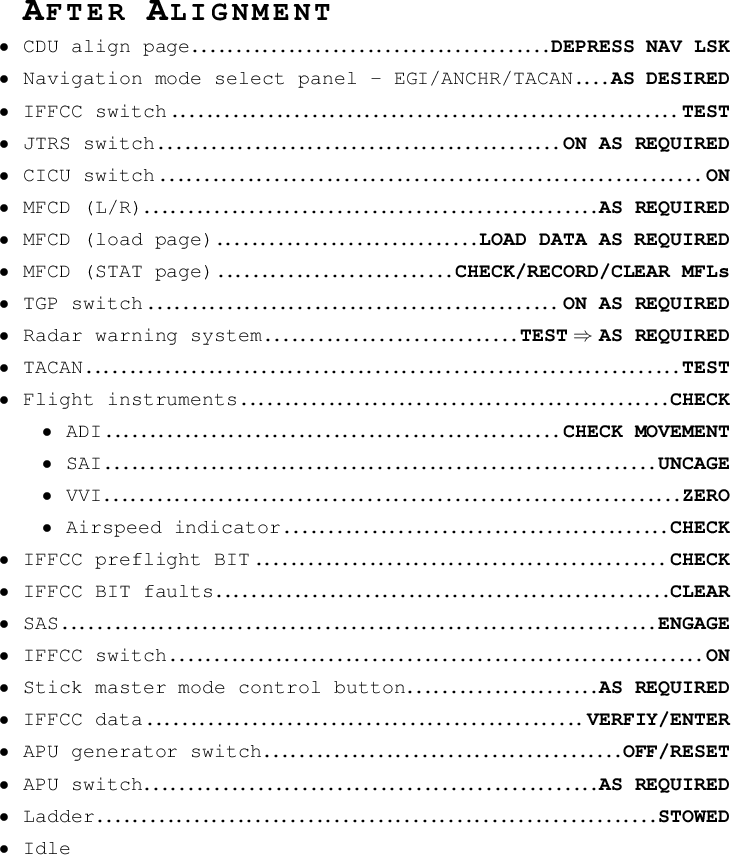 AFTER ALIGNMENT
• CDU align page........................................DEPRESS NAV LSK
• Navigation mode select panel - EGI/ANCHR/TACAN....AS DESIRED
• IFFCC switch.........................................................TEST
• JTRS switch.............................................ON AS REQUIRED
• CICU switch.............................................................ON
• MFCD (L/R)...................................................AS REQUIRED
• MFCD (load page).............................LOAD DATA AS REQUIRED
• MFCD (STAT page)..........................CHECK/RECORD/CLEAR MFLs
• TGP switch..............................................ON AS REQUIRED
• Radar warning system............................TEST ⇒ AS REQUIRED
• TACAN...................................................................TEST
• Flight instruments................................................CHECK
• ADI...................................................CHECK MOVEMENT
• SAI..............................................................UNCAGE
• VVI.................................................................ZERO
• Airspeed indicator...........................................CHECK
• IFFCC preflight BIT..............................................CHECK
• IFFCC BIT faults...................................................CLEAR
• SAS...................................................................ENGAGE
• IFFCC switch............................................................ON
• Stick master mode control button.....................AS REQUIRED
• IFFCC data.................................................VERFIY/ENTER
• APU generator switch........................................OFF/RESET
• APU switch...................................................AS REQUIRED
• Ladder...............................................................STOWED
• Idle